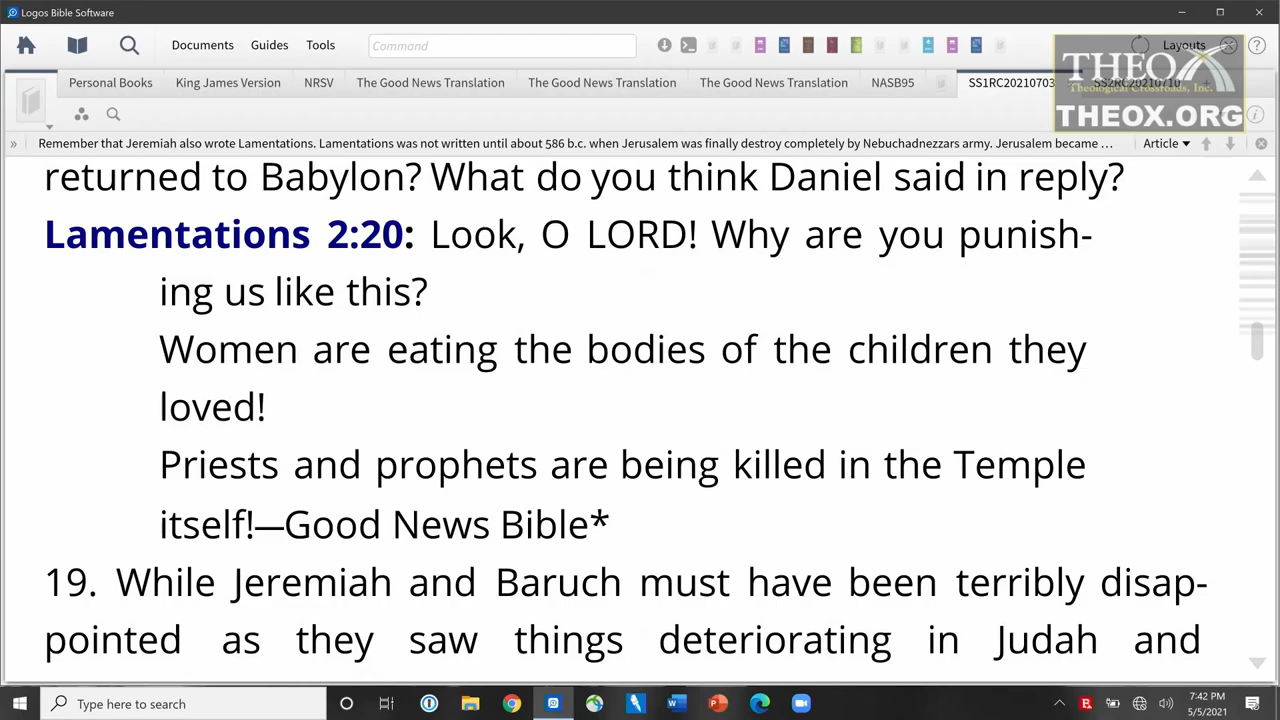 Logos Bible Software
Documents Guides Tools Command Layouts
THEOX
Theological Crossroads, Inc.
THEOX.ORG
Personal Books King James Version NRSV The Good News Translation The Good News Translation The Good News Translation NASB95 SS1RC20210703
» Remember that Jeremiah also wrote Lamentations. Lamentations was not written until about 586 b.c. when Jerusalem was finally destroy completely by Nebuchadnezzars army. Jerusalem became ... Article
returned to Babylon? What do you think Daniel said in reply?
Lamentations 2:20: Look, O LORD! Why are you punish-
ing us like this?
Women are eating the bodies of the children they
loved!
Priests and prophets are being killed in the Temple
itself!—Good News Bible*
19. While Jeremiah and Baruch must have been terribly disap-
pointed as they saw things deteriorating in Judah and
Type here to search
7:42 PM
5/5/2021